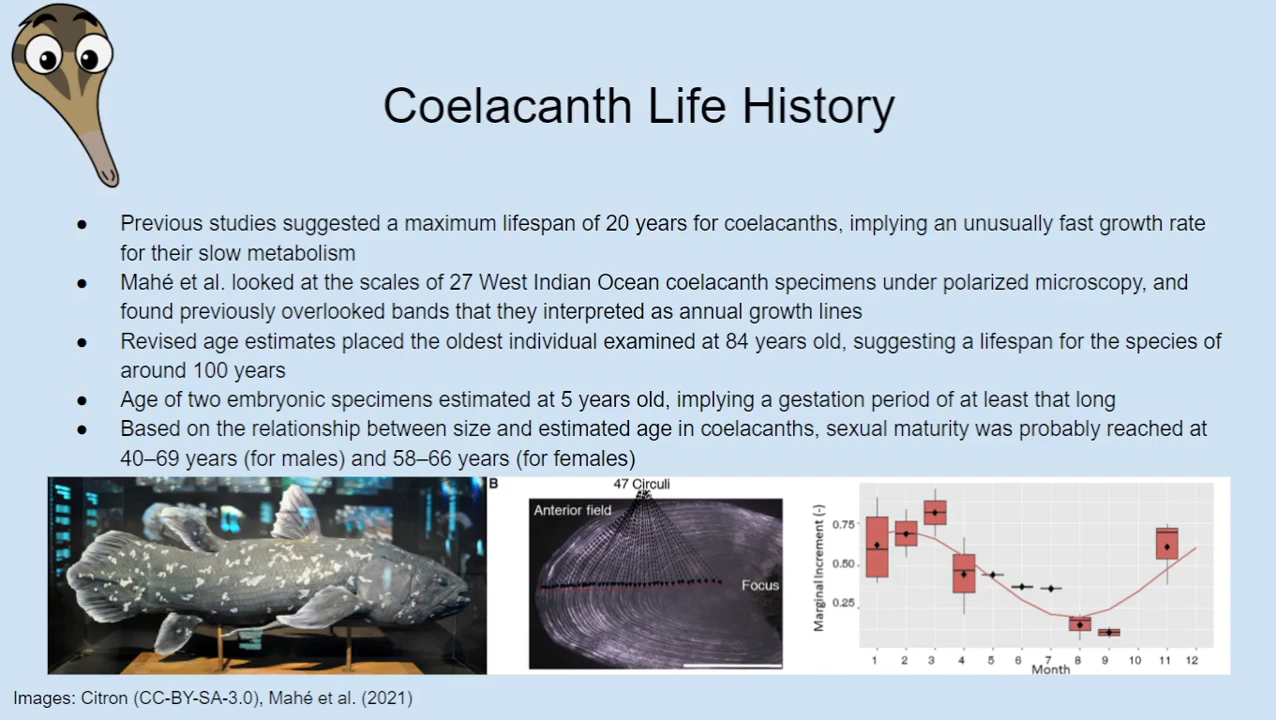 Coelacanth Life History
● Previous studies suggested a maximum lifespan of 20 years for coelacanths, implying an unusually fast growth rate
for their slow metabolism
● Mahé et al. looked at the scales of 27 West Indian Ocean coelacanth specimens under polarized microscopy, and
found previously overlooked bands that they interpreted as annual growth lines
● Revised age estimates placed the oldest individual examined at 84 years old, suggesting a lifespan for the species of
around 100 years
● Age of two embryonic specimens estimated at 5 years old, implying a gestation period of at least that long
● Based on the relationship between size and estimated age in coelacanths, sexual maturity was probably reached at
40–69 years (for males) and 58–66 years (for females)
B
47 Circuli
Anterior field
Focus
Marginal Increment (-)
0.75
0.50
0.25
1 2 3 4 5 6 7 8 9 10 11 12
Month
Images: Citron (CC-BY-SA-3.0), Mahé et al. (2021)